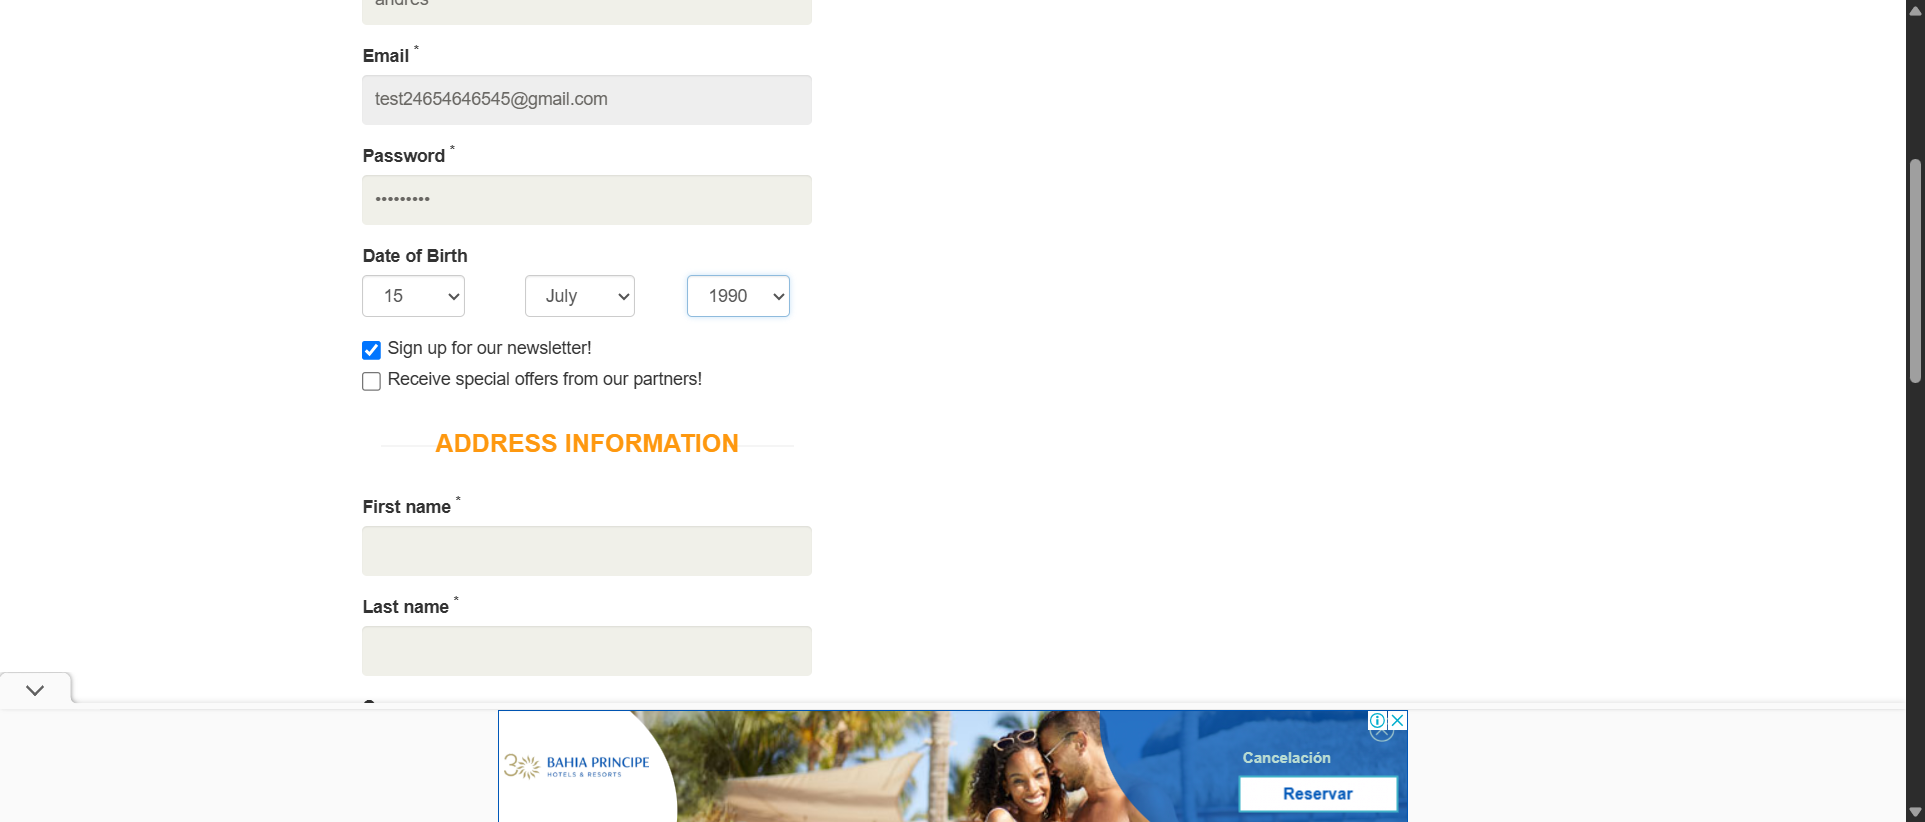 andres
Email *
test24654646545@gmail.com
Password *
•••••••••
Date of Birth
15 July 1990
Sign up for our newsletter!
Receive special offers from our partners!
ADDRESS INFORMATION
First name *
Last name *
30 BAHIA PRINCIPE
HOTELS & RESORTS
Cancelación
Reservar